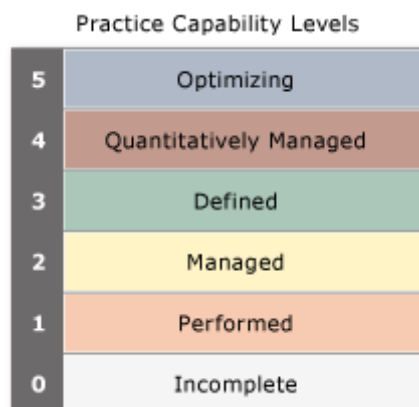 Practice Capability Levels
5 Optimizing
4 Quantitatively Managed
3 Defined
2 Managed
1 Performed
0 Incomplete